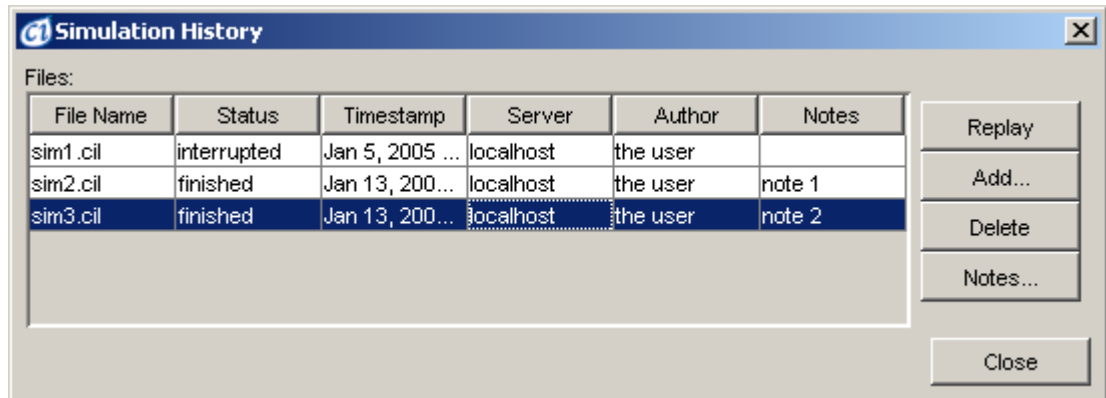 Ci Simulation History
Files:
File Name Status Timestamp Server Author Notes
sim1.cil interrupted Jan 5, 2005 ... localhost the user
sim2.cil finished Jan 13, 200... localhost the user note 1
sim3.cil finished Jan 13, 200... localhost the user note 2
Replay
Add...
Delete
Notes...
Close